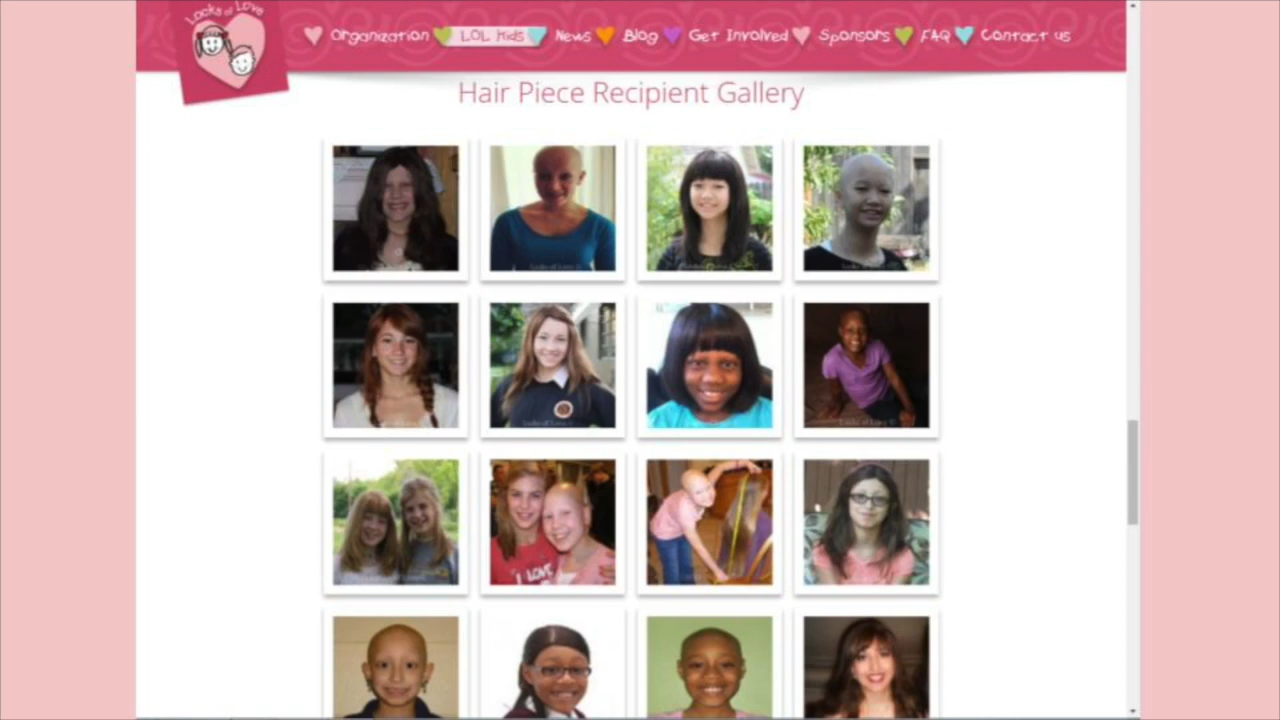 Locks of Love
Organization LOL Kids News Blog Get Involved Sponsors FAQ Contact us
Hair Piece Recipient Gallery
I LOVE